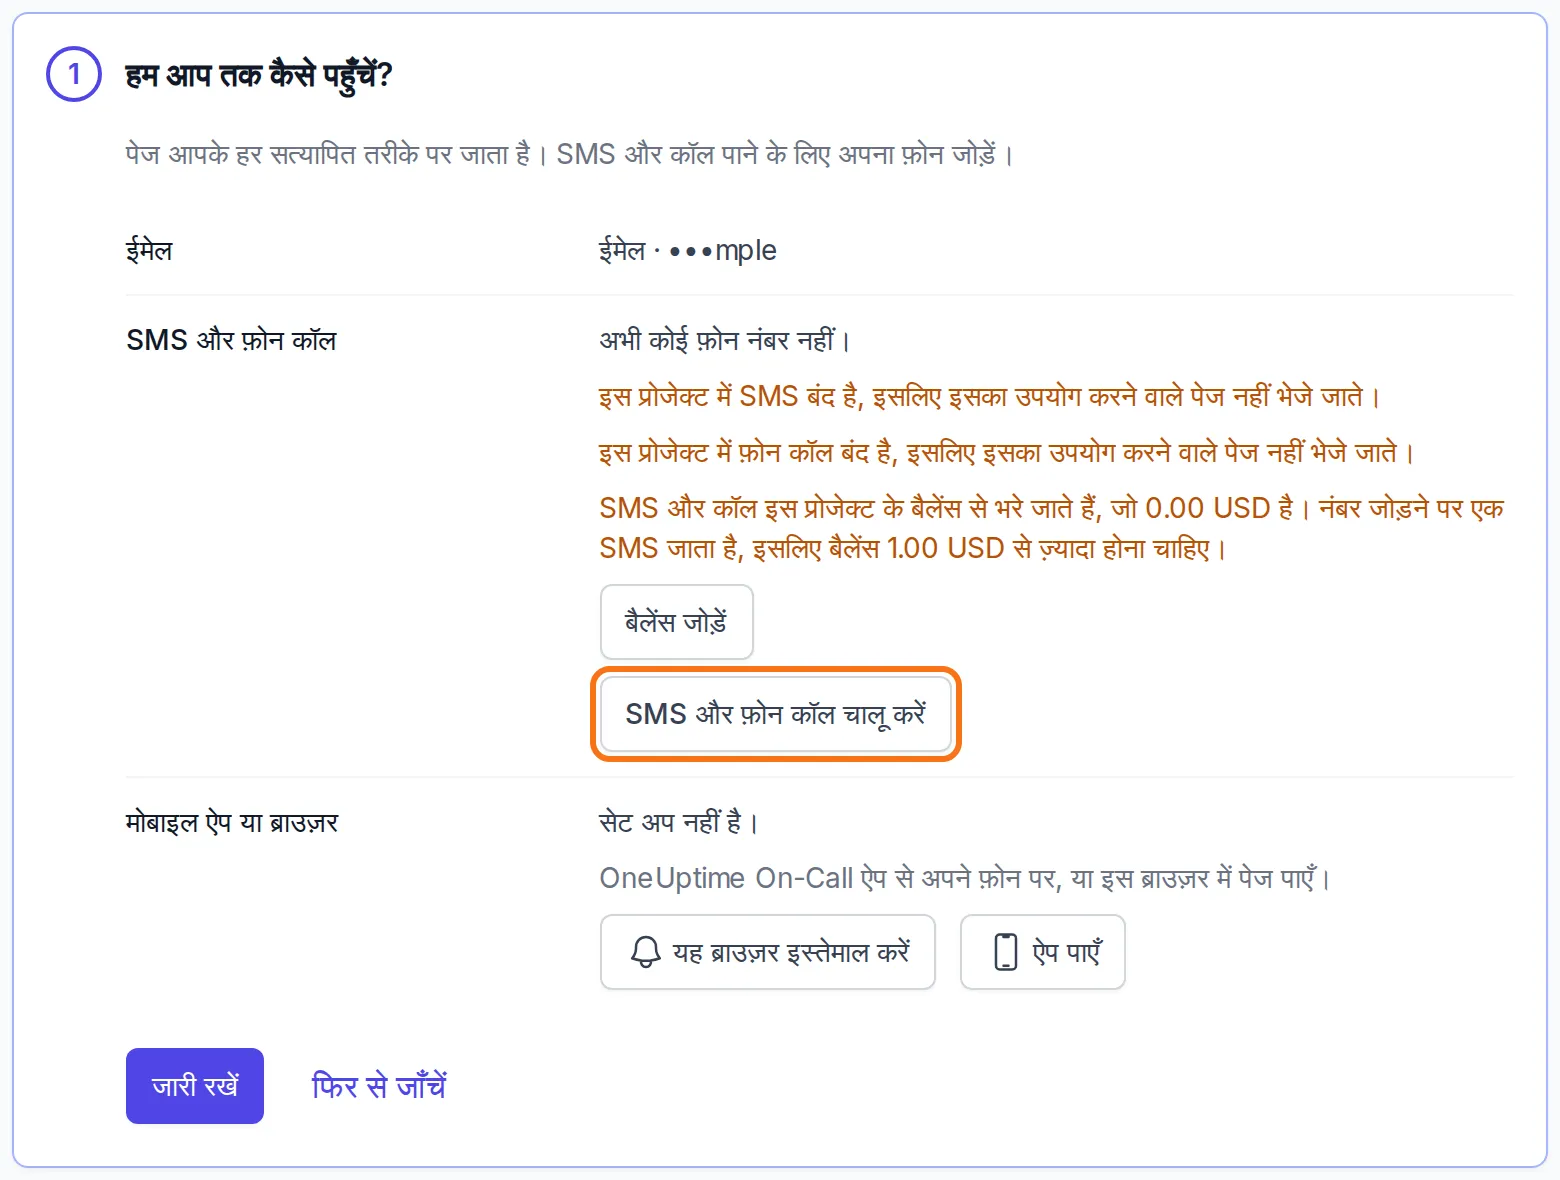 1
हम आप तक कैसे पहुँचें?
पेज आपके हर सत्यापित तरीके पर जाता है। SMS और कॉल पाने के लिए अपना फ़ोन जोड़ें।
ईमेल
ईमेल · •••mple
SMS और फ़ोन कॉल
अभी कोई फ़ोन नंबर नहीं।
इस प्रोजेक्ट में SMS बंद है, इसलिए इसका उपयोग करने वाले पेज नहीं भेजे जाते।
इस प्रोजेक्ट में फ़ोन कॉल बंद है, इसलिए इसका उपयोग करने वाले पेज नहीं भेजे जाते।
SMS और कॉल इस प्रोजेक्ट के बैलेंस से भरे जाते हैं, जो 0.00 USD है। नंबर जोड़ने पर एक
SMS जाता है, इसलिए बैलेंस 1.00 USD से ज़्यादा होना चाहिए।
बैलेंस जोड़ें
SMS और फ़ोन कॉल चालू करें
मोबाइल ऐप या ब्राउज़र
सेट अप नहीं है।
OneUptime On-Call ऐप से अपने फ़ोन पर, या इस ब्राउज़र में पेज पाएँ।
यह ब्राउज़र इस्तेमाल करें
ऐप पाएँ
जारी रखें
फिर से जाँचें